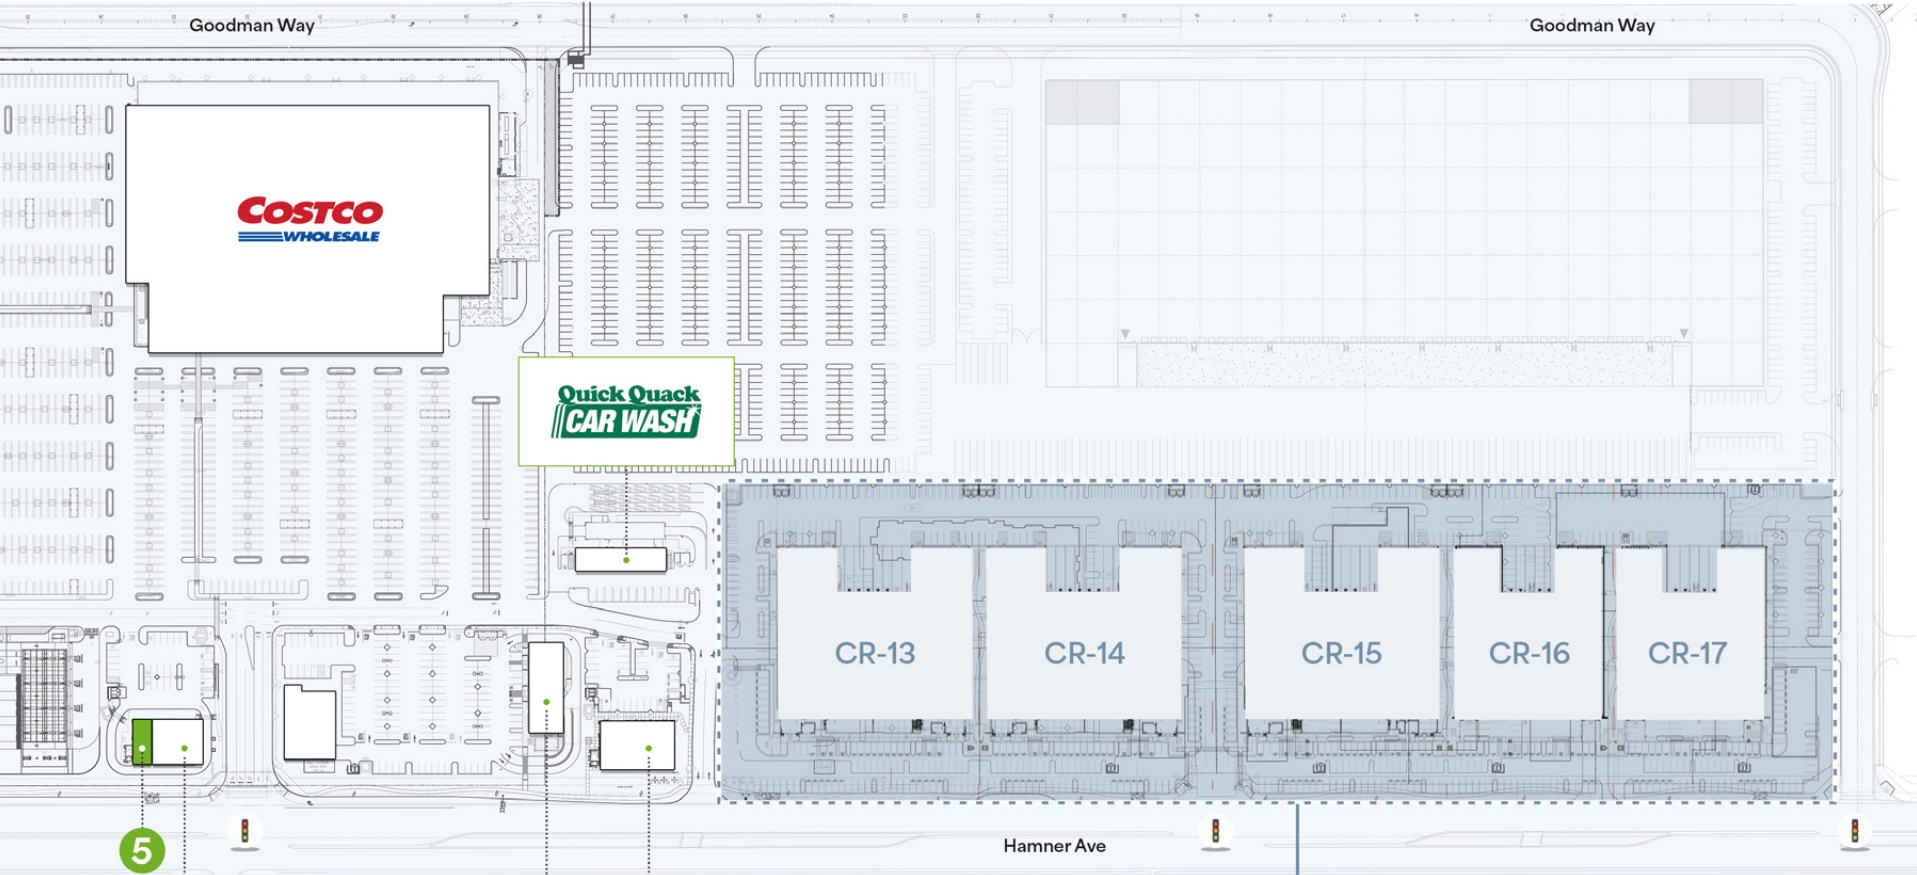 Goodman Way
Goodman Way
COSTCO
WHOLESALE
Quick Quack
CAR WASH
CR-13
CR-14
CR-15
CR-16
CR-17
5
Hamner Ave